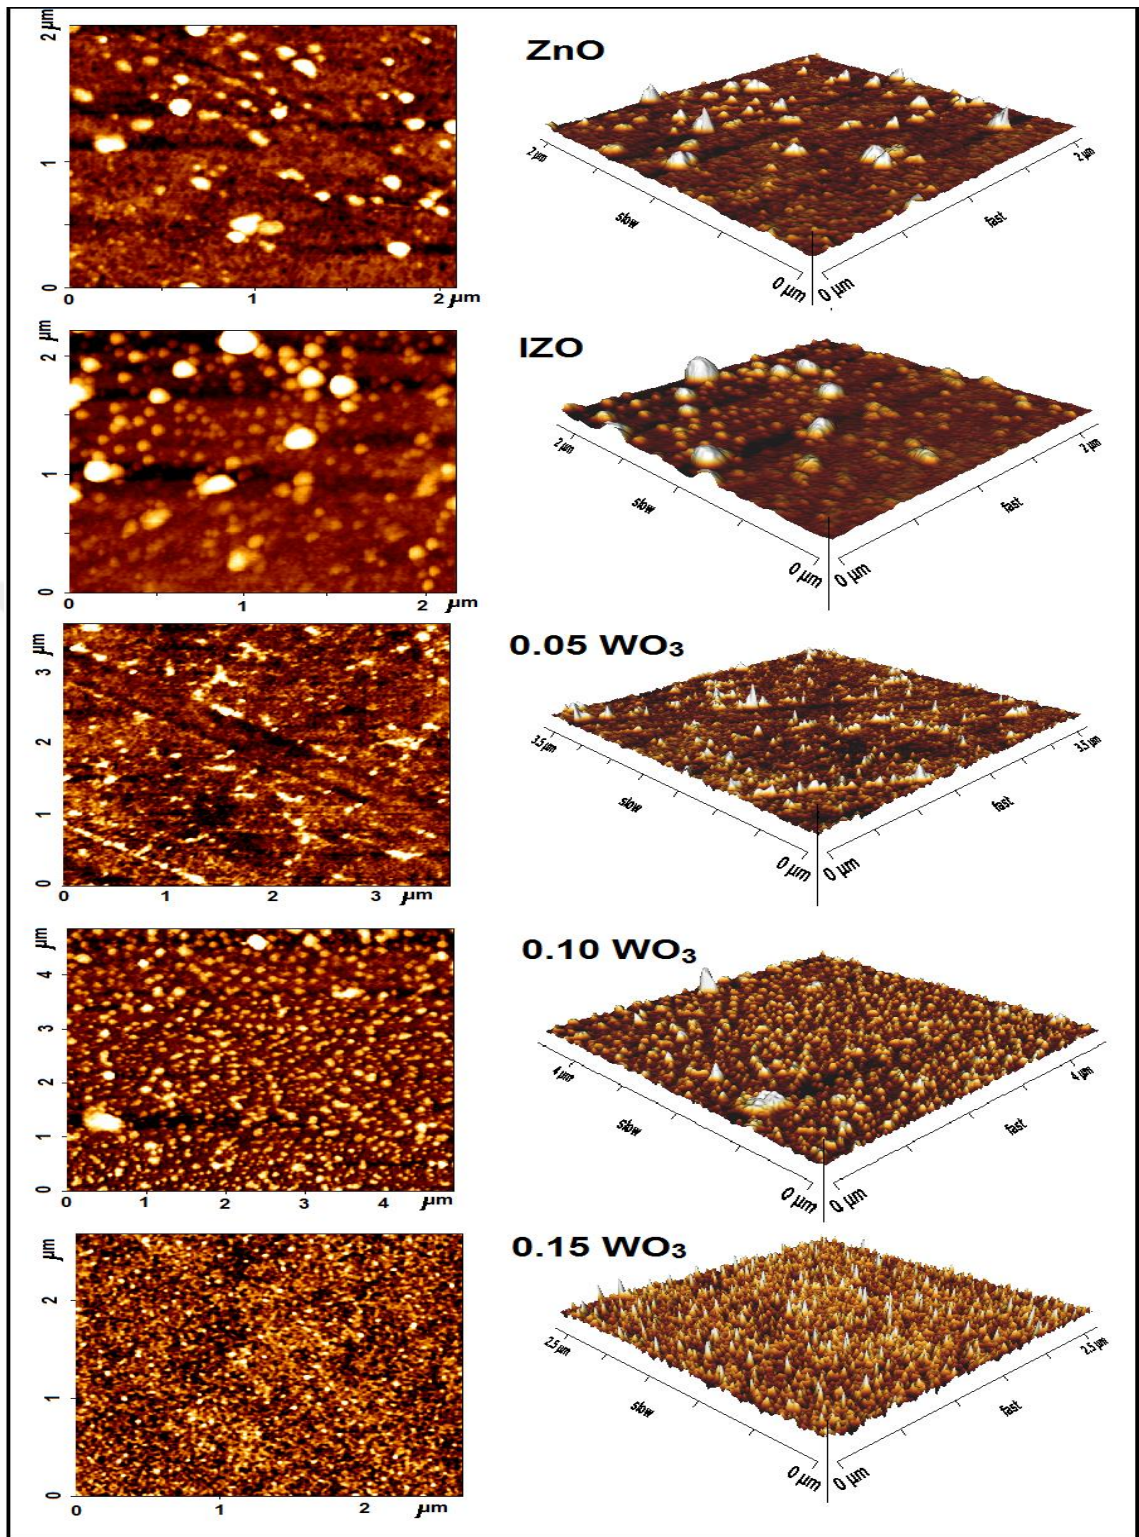 2 µm
1
0
0 1 2 µm
ZnO
2 µm
2 µm
slow
fast
0 µm
0 µm
µm
2
1
0
0 1 2 µm
IZO
2 µm
2 µm
slow
fast
0 µm
0 µm
µm
3
2
1
0
0 1 2 3 µm
0.05 WO₃
3.5 µm
3.5 µm
slow
fast
0 µm
0 µm
µm
4
3
2
1
0
0 1 2 3 4 µm
0.10 WO₃
4 µm
4 µm
slow
fast
0 µm
0 µm
µm
2
1
0
0 1 2 µm
0.15 WO₃
2.5 µm
2.5 µm
slow
fast
0 µm
0 µm